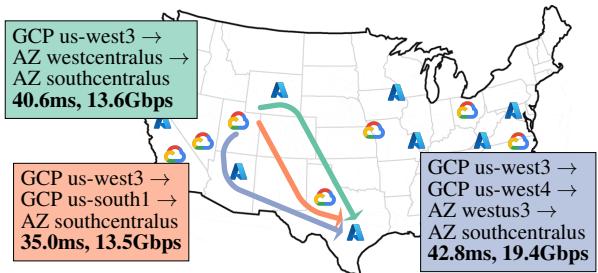 GCP us-west3 →
AZ westcentralus →
AZ southcentralus
40.6ms, 13.6Gbps
GCP us-west3 →
GCP us-south1 →
AZ southcentralus
35.0ms, 13.5Gbps
GCP us-west3 →
GCP us-west4 →
AZ westus3 →
AZ southcentralus
42.8ms, 19.4Gbps